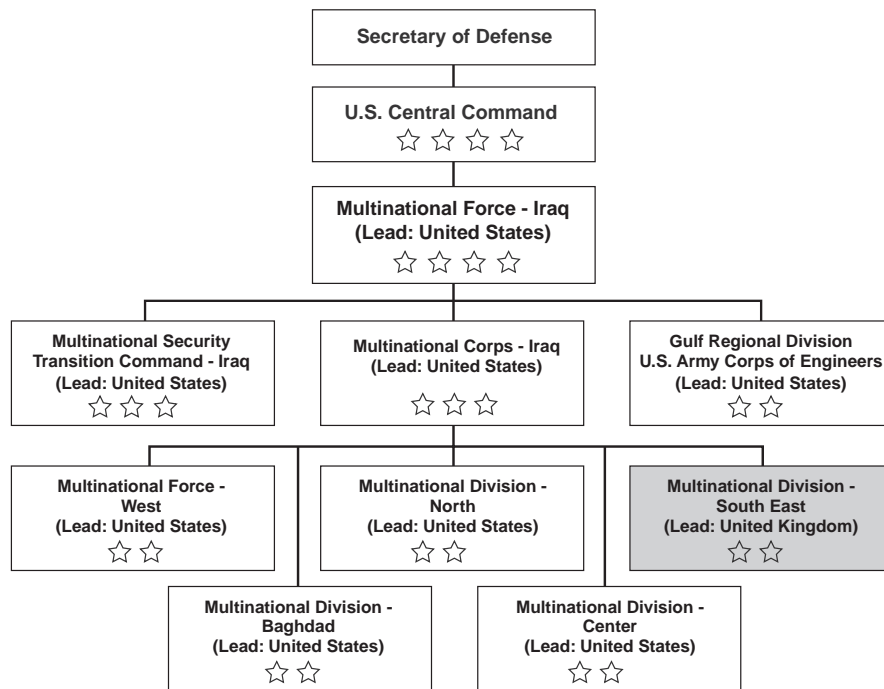 Secretary of Defense
U.S. Central Command
Multinational Force - Iraq
(Lead: United States)
Multinational Security
Transition Command - Iraq
(Lead: United States)
Multinational Corps - Iraq
(Lead: United States)
Gulf Regional Division
U.S. Army Corps of Engineers
(Lead: United States)
Multinational Force -
West
(Lead: United States)
Multinational Division -
North
(Lead: United States)
Multinational Division -
South East
(Lead: United Kingdom)
Multinational Division -
Baghdad
(Lead: United States)
Multinational Division -
Center
(Lead: United States)